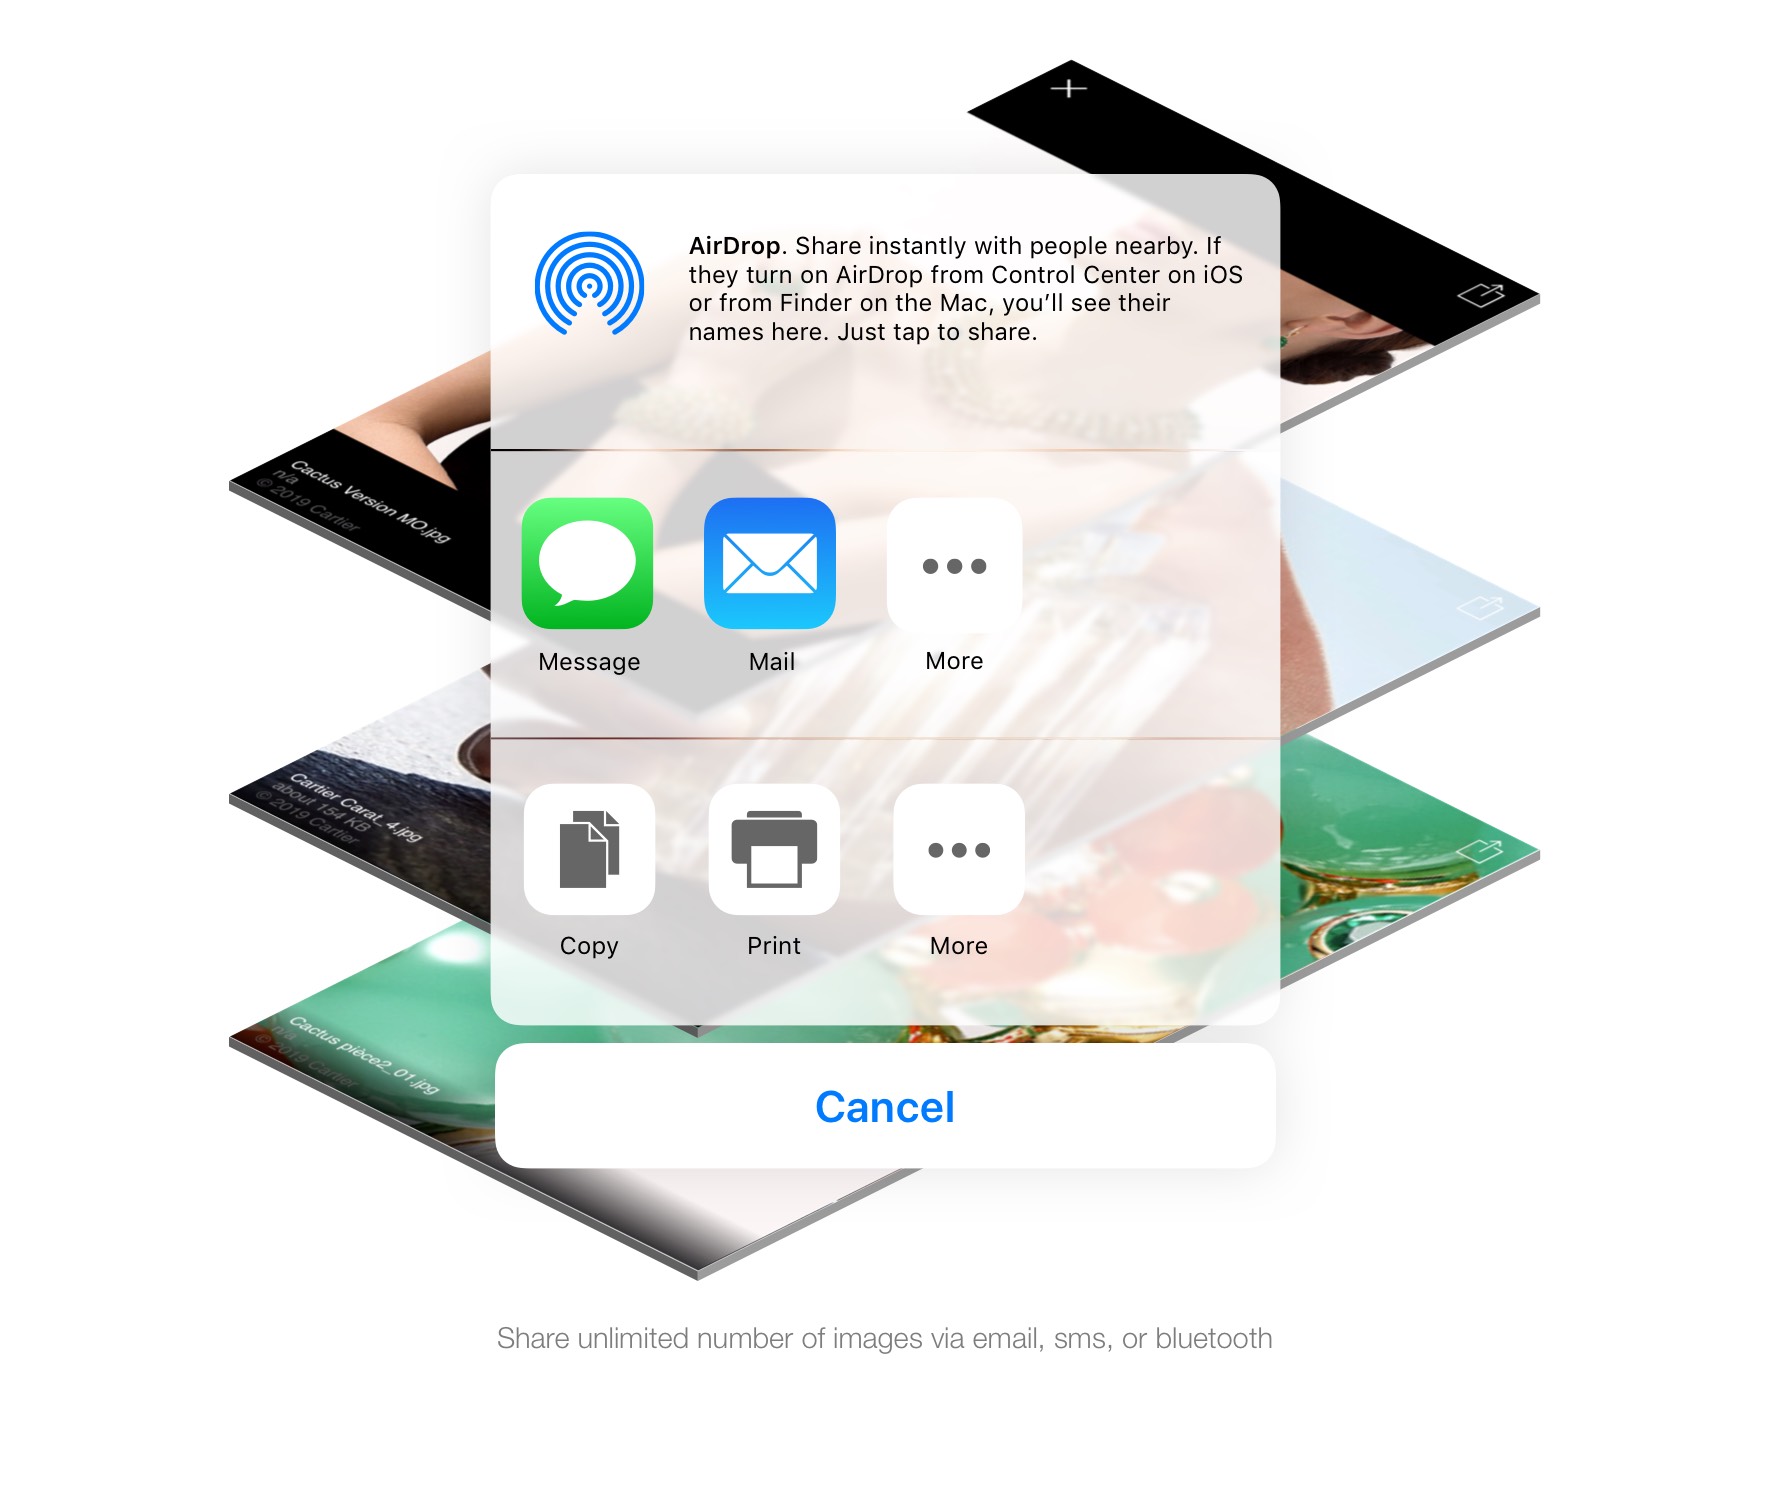 AirDrop. Share instantly with people nearby. If
they turn on AirDrop from Control Center on iOS
or from Finder on the Mac, you’ll see their
names here. Just tap to share.
Cactus Version MO.jpg
n/a
© 2019 Cartier
Message
Mail
More
Cartier Carat_4.jpg
about 154 KB
© 2019 Cartier
Copy
Print
More
Cactus pièce2_01.jpg
n/a
© 2019 Cartier
Cancel
Share unlimited number of images via email, sms, or bluetooth